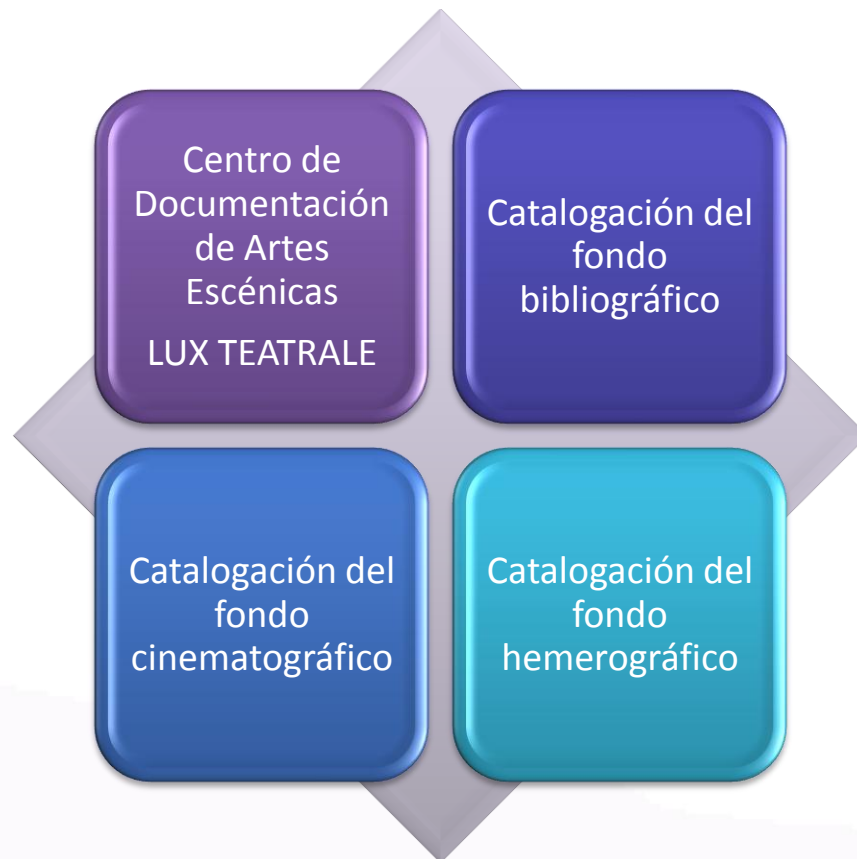 Centro de
Documentación
de Artes
Escénicas
LUX TEATRALE
Catalogación del
fondo
bibliográfico
Catalogación del
fondo
cinematográfico
Catalogación del
fondo
hemerográfico